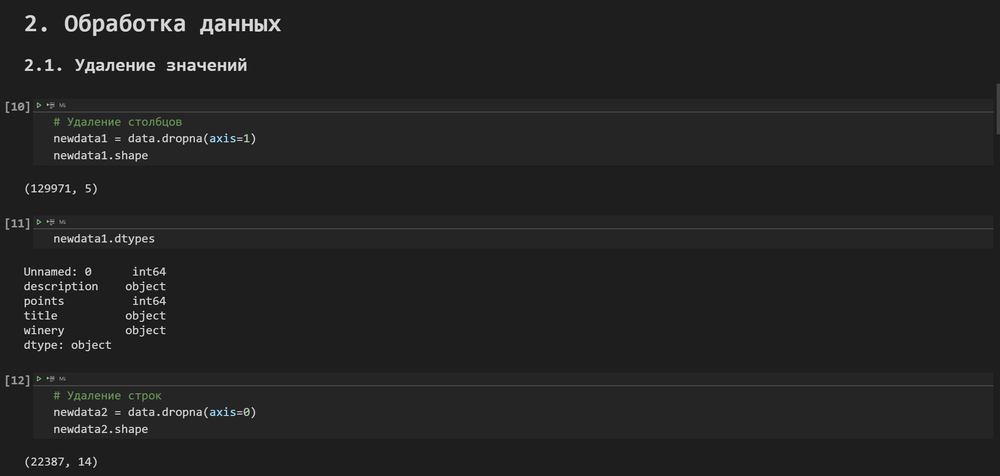 2. Обработка данных
2.1. Удаление значений
[10]
M↓
# Удаление столбцов
newdata1 = data.dropna(axis=1)
newdata1.shape
(129971, 5)
[11]
M↓
newdata1.dtypes
Unnamed: 0      int64
description    object
points          int64
title          object
winery         object
dtype: object
[12]
M↓
# Удаление строк
newdata2 = data.dropna(axis=0)
newdata2.shape
(22387, 14)